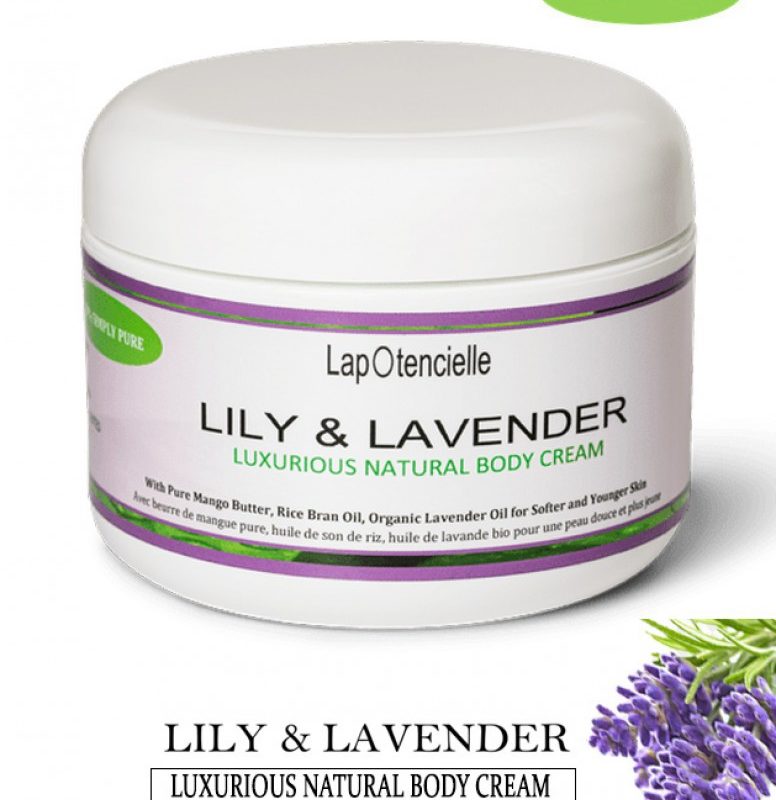 SIMPLY PURE
LapOtencielle
LILY & LAVENDER
LUXURIOUS NATURAL BODY CREAM
With Pure Mango Butter, Rice Bran Oil, Organic Lavender Oil for Softer and Younger Skin
Avec beurre de mangue pure, huile de son de riz, huile de lavande bio pour une peau douce et plus jeune
LILY & LAVENDER
LUXURIOUS NATURAL BODY CREAM